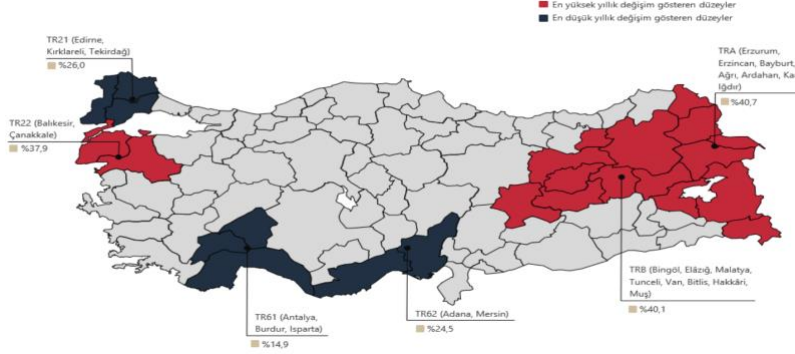 En yüksek yıllık değişim gösteren düzeyler
En düşük yıllık değişim gösteren düzeyler
TR21 (Edirne,
Kırklareli, Tekirdağ)
%26,0
TR22 (Balıkesir,
Çanakkale)
%37,9
TRA (Erzurum,
Erzincan, Bayburt,
Ağrı, Ardahan,
Iğdır)
%40,7
TRB (Bingöl, Elâzığ, Malatya,
Tunceli, Van, Bitlis, Hakkâri,
Muş)
%40,1
TR61 (Antalya,
Burdur, Isparta)
%14,9
TR62 (Adana, Mersin)
%24,5